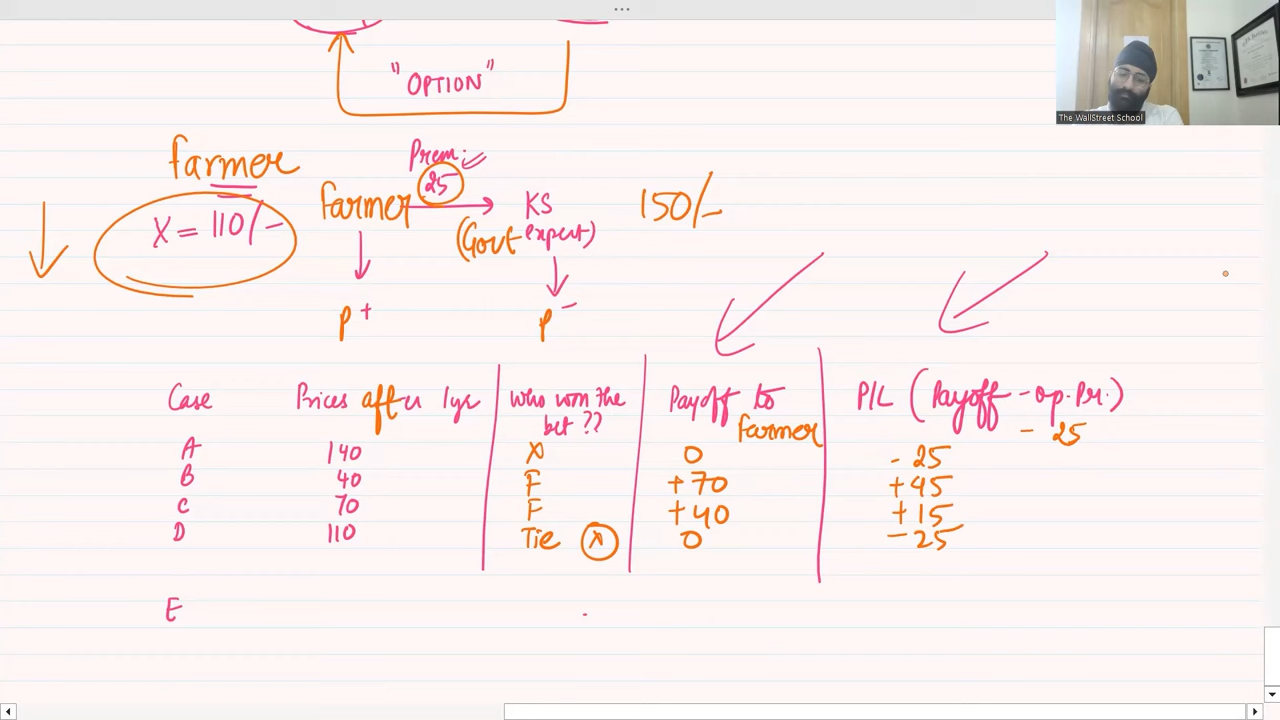 "OPTION"
farmer
X = 110/-
Prem.
25
farmer
KS
(Govt expert)
150/-
P+
P-
Case
Prices after 1yr
Who won the bet ??
Payoff to farmer
P/L (Payoff - Op.Pr.)
- 25
A 140 X 0 - 25
B 40 F +70 +45
C 70 F +40 +15
D 110 Tie X 0 -25
E
The WallStreet School